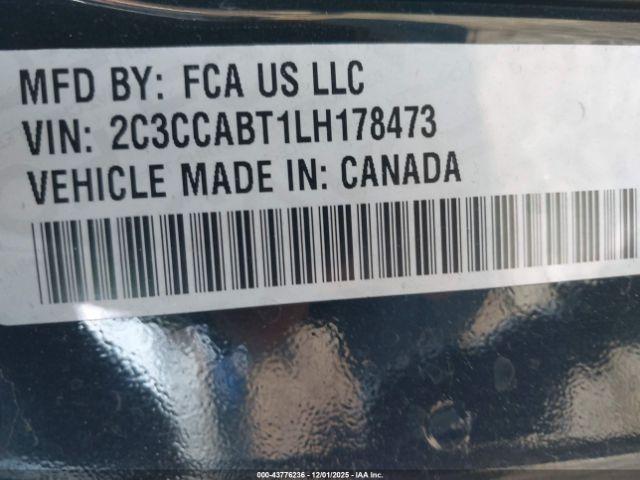 MFD BY: FCA US LLC
VIN: 2C3CCABT1LH178473
VEHICLE MADE IN: CANADA
000-43776236 - 12/01/2025 - IAA Inc.